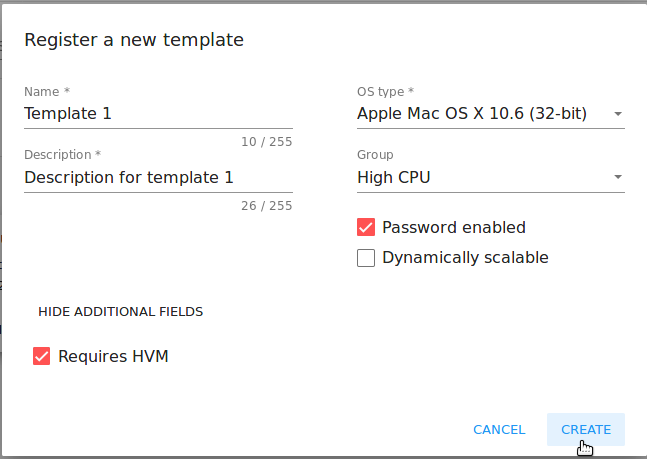 Register a new template
Name *
OS type *
Template 1
Apple Mac OS X 10.6 (32-bit)
10 / 255
Description *
Group
Description for template 1
High CPU
26 / 255
Password enabled
Dynamically scalable
HIDE ADDITIONAL FIELDS
Requires HVM
CANCEL
CREATE